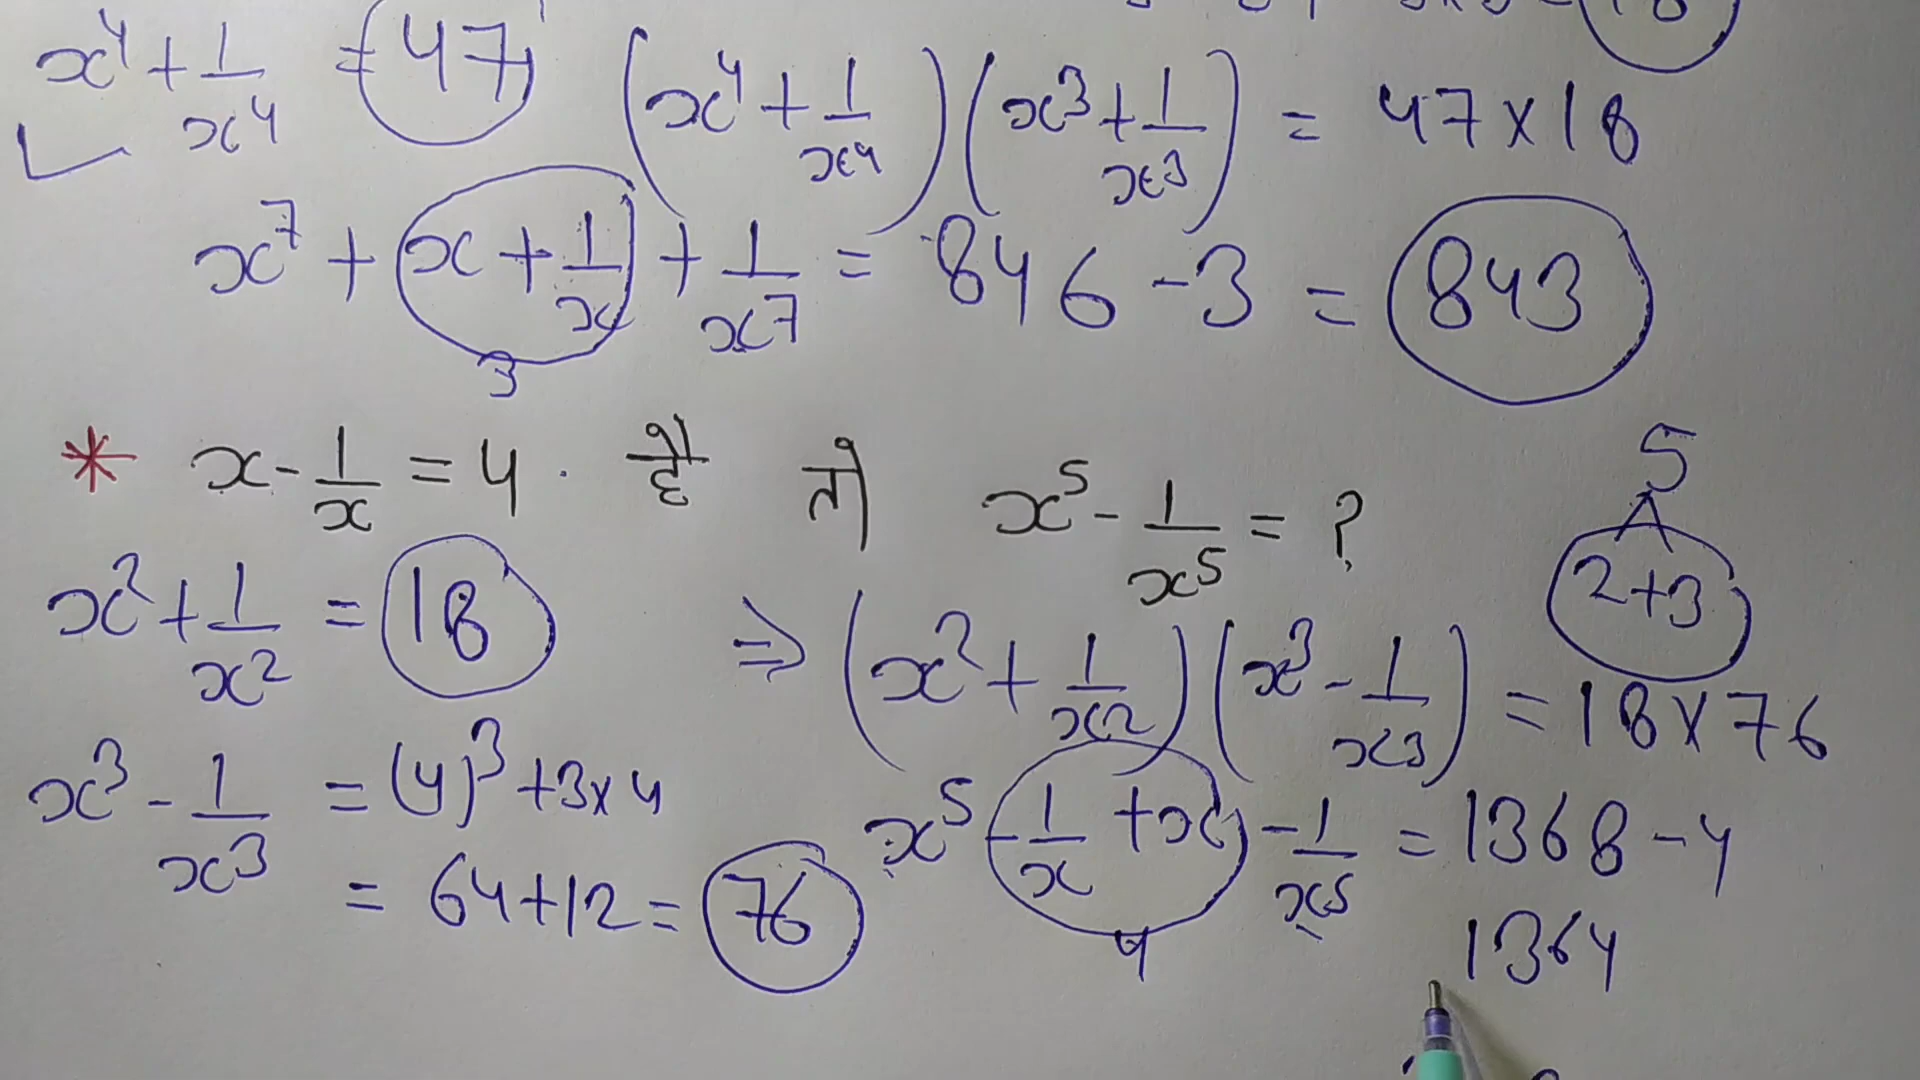 x⁴ + 1/x⁴ = 47
(x⁴ + 1/x⁴)(x³ + 1/x³) = 47 × 18
x⁷ + x + 1/x + 1/x⁷ = 846 - 3 = 843
3
* x - 1/x = 4 . है तो x⁵ - 1/x⁵ = ?
5
2+3
x² + 1/x² = 18
⇒ (x² + 1/x²)(x³ - 1/x³) = 18 × 76
x³ - 1/x³ = (4)³ + 3×4
= 64 + 12 = 76
x⁵ - 1/x + x - 1/x⁵ = 1368 - 4
4
1364